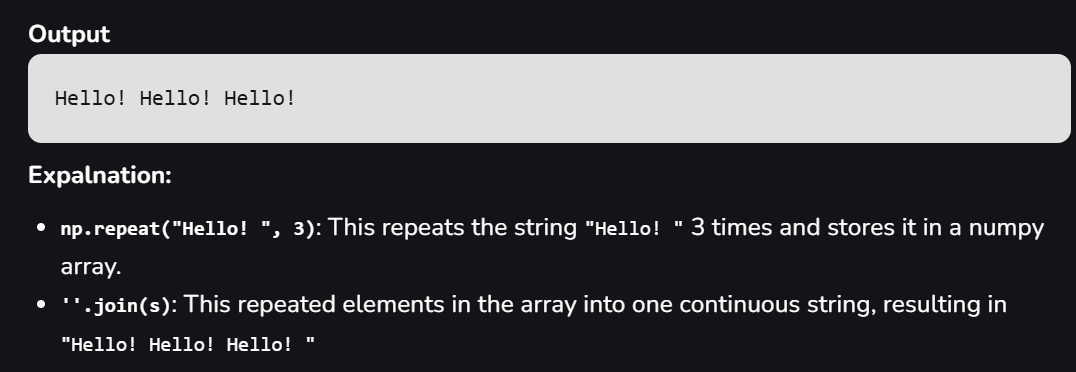 Output
Hello! Hello! Hello!
Expalnation:
• np.repeat("Hello! ", 3): This repeats the string "Hello! " 3 times and stores it in a numpy
array.
• ''.join(s): This repeated elements in the array into one continuous string, resulting in
"Hello! Hello! Hello! "